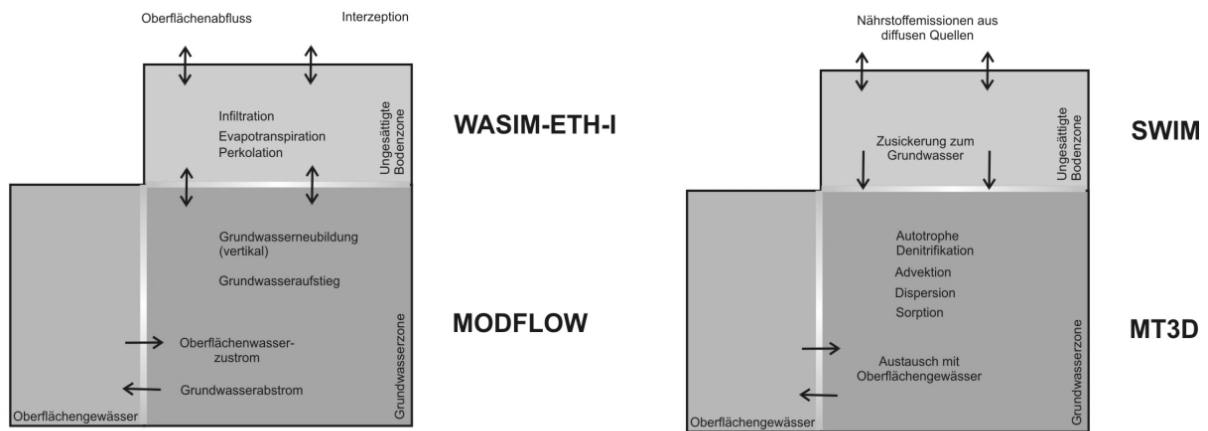 Oberflächenabfluss
Interzeption
Infiltration
Evapotranspiration
Perkolation
Ungesättigte
Bodenzone
WASIM-ETH-I
Grundwasserneubildung
(vertikal)
Grundwasseraufstieg
MODFLOW
Oberflächenwasser-
zustrom
Grundwasserabstrom
Grundwasserzone
Oberflächengewässer
Nährstoffemissionen aus
diffusen Quellen
Zusickerung zum
Grundwasser
Ungesättigte
Bodenzone
SWIM
Autotrophe
Denitrifikation
Advektion
Dispersion
Sorption
MT3D
Austausch mit
Oberflächengewässer
Grundwasserzone
Oberflächengewässer